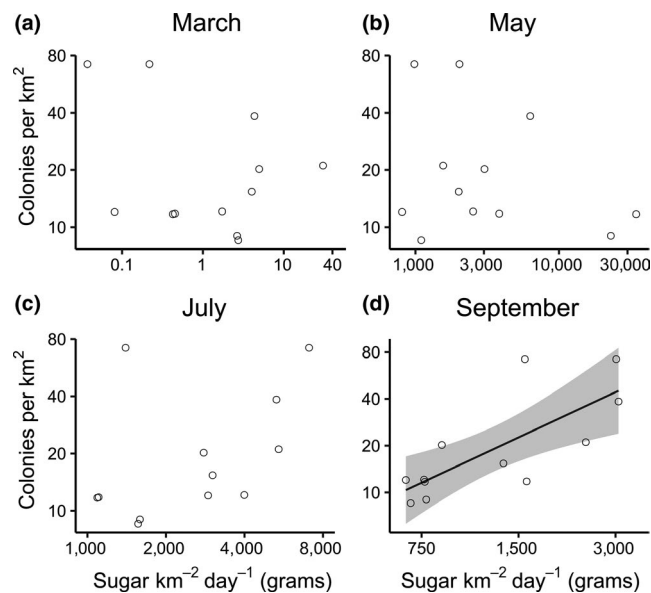 (a) March
Colonies per km²
80
40
20
10
0.1 1 10 40
(b) May
80
40
20
10
1,000 3,000 10,000 30,000
(c) July
Colonies per km²
80
40
20
10
1,000 2,000 4,000 8,000
Sugar km⁻² day⁻¹ (grams)
(d) September
80
40
20
10
750 1,500 3,000
Sugar km⁻² day⁻¹ (grams)